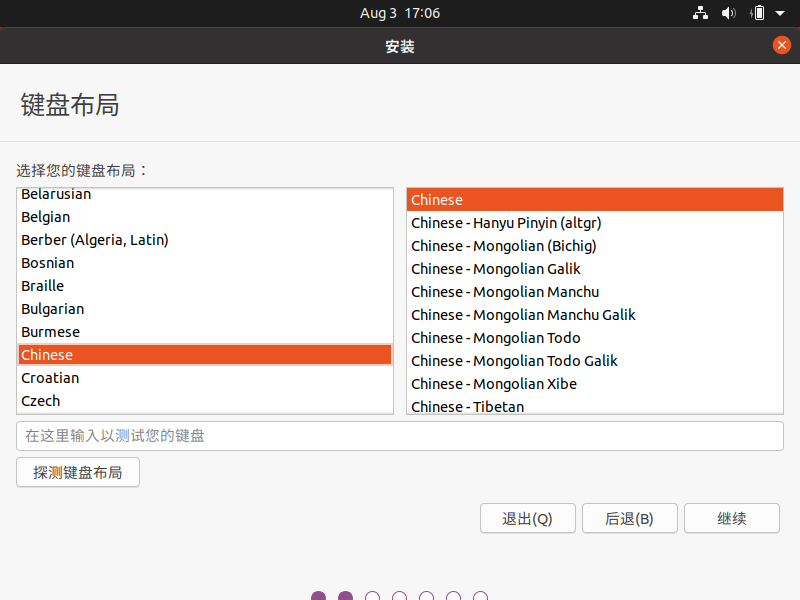 Aug 3 17:06
安装
键盘布局
选择您的键盘布局：
Belarusian
Belgian
Berber (Algeria, Latin)
Bosnian
Braille
Bulgarian
Burmese
Chinese
Croatian
Czech
Chinese
Chinese - Hanyu Pinyin (altgr)
Chinese - Mongolian (Bichig)
Chinese - Mongolian Galik
Chinese - Mongolian Manchu
Chinese - Mongolian Manchu Galik
Chinese - Mongolian Todo
Chinese - Mongolian Todo Galik
Chinese - Mongolian Xibe
Chinese - Tibetan
在这里输入以测试您的键盘
探测键盘布局
退出(Q) 后退(B) 继续